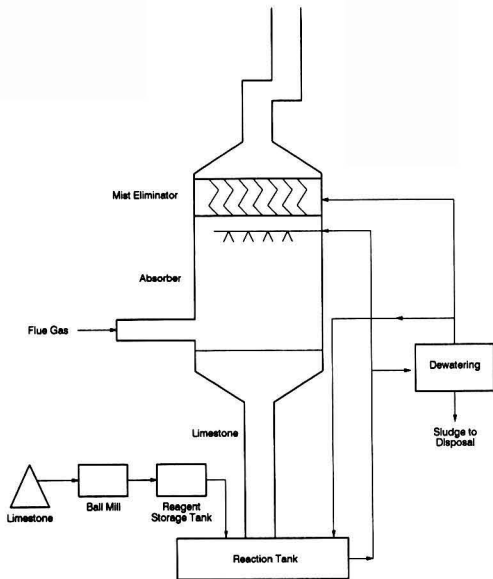 Mist Eliminator
Absorber
Flue Gas
Dewatering
Limestone
Sludge to
Disposal
Limestone
Ball Mill
Reagent
Storage Tank
Reaction Tank